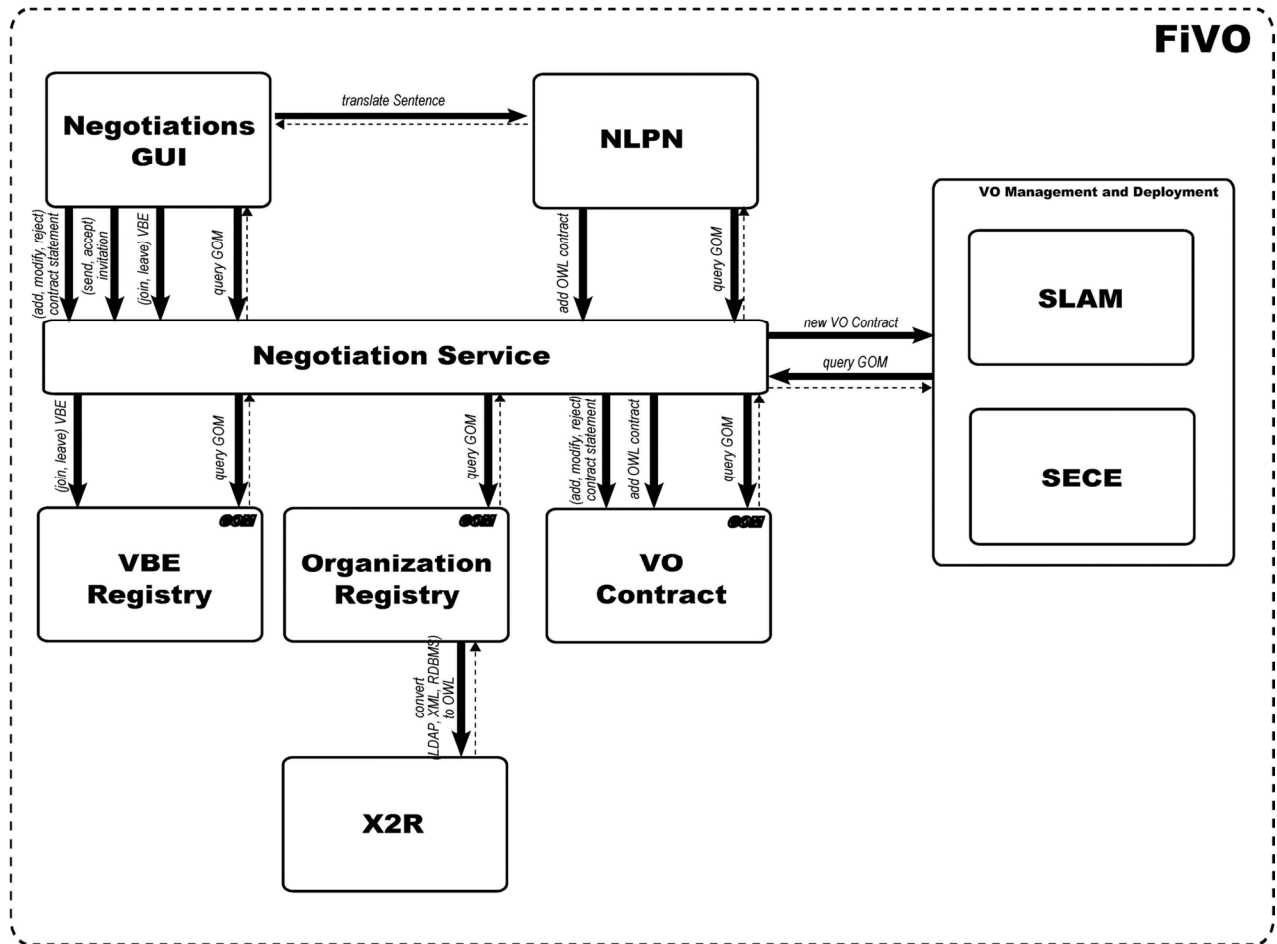 FiVO
Negotiations
GUI
translate Sentence
NLPN
VO Management and Deployment
SLAM
SECE
(add, modify, reject)
contract statement
(send, accept)
invitation
(join, leave) VBE
query GOM
add OWL contract
query GOM
Negotiation Service
new VO Contract
query GOM
(join, leave) VBE
query GOM
query GOM
(add, modify, reject)
contract statement
add OWL contract
query GOM
GOM
VBE
Registry
GOM
Organization
Registry
GOM
VO
Contract
convert
(LDAP, XML, RDBMS)
to OWL
X2R